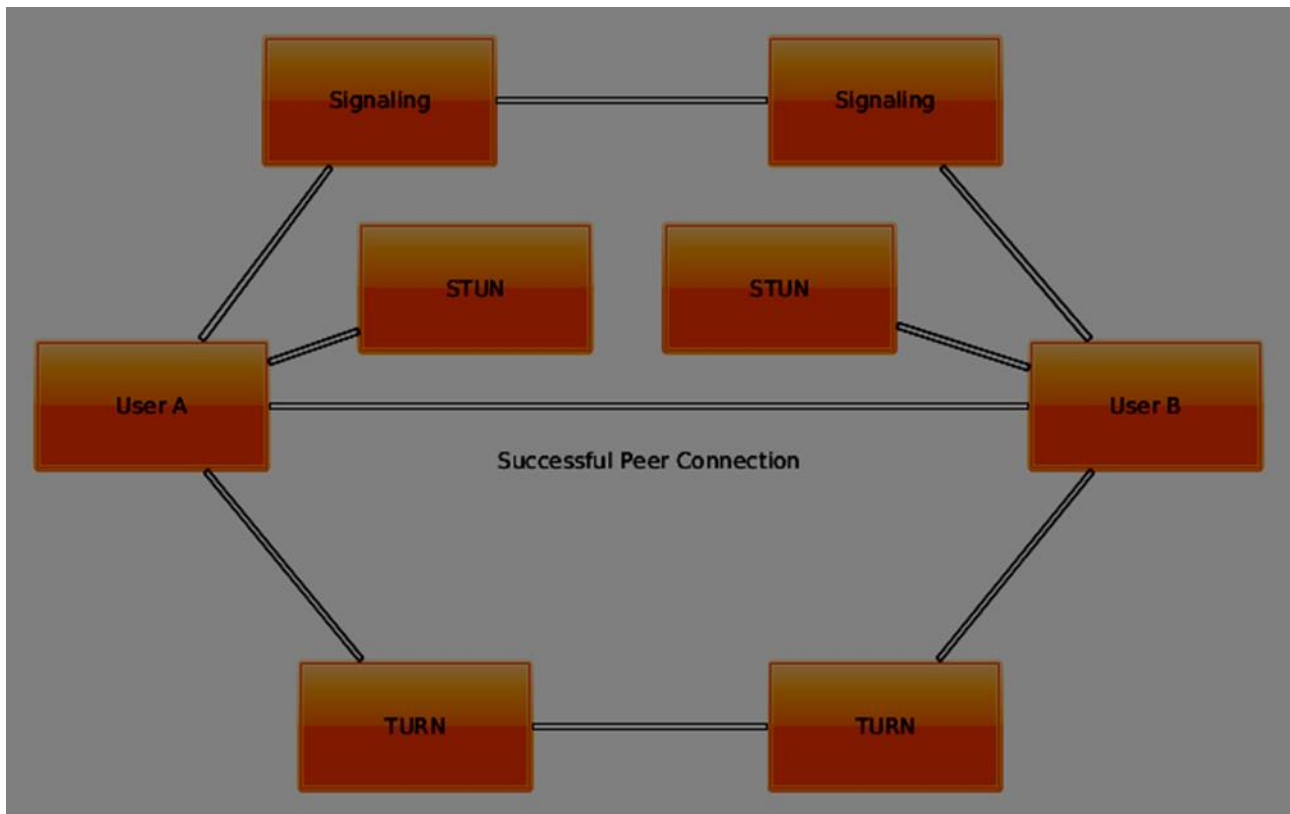 Signaling
Signaling
STUN
STUN
User A
User B
Successful Peer Connection
TURN
TURN